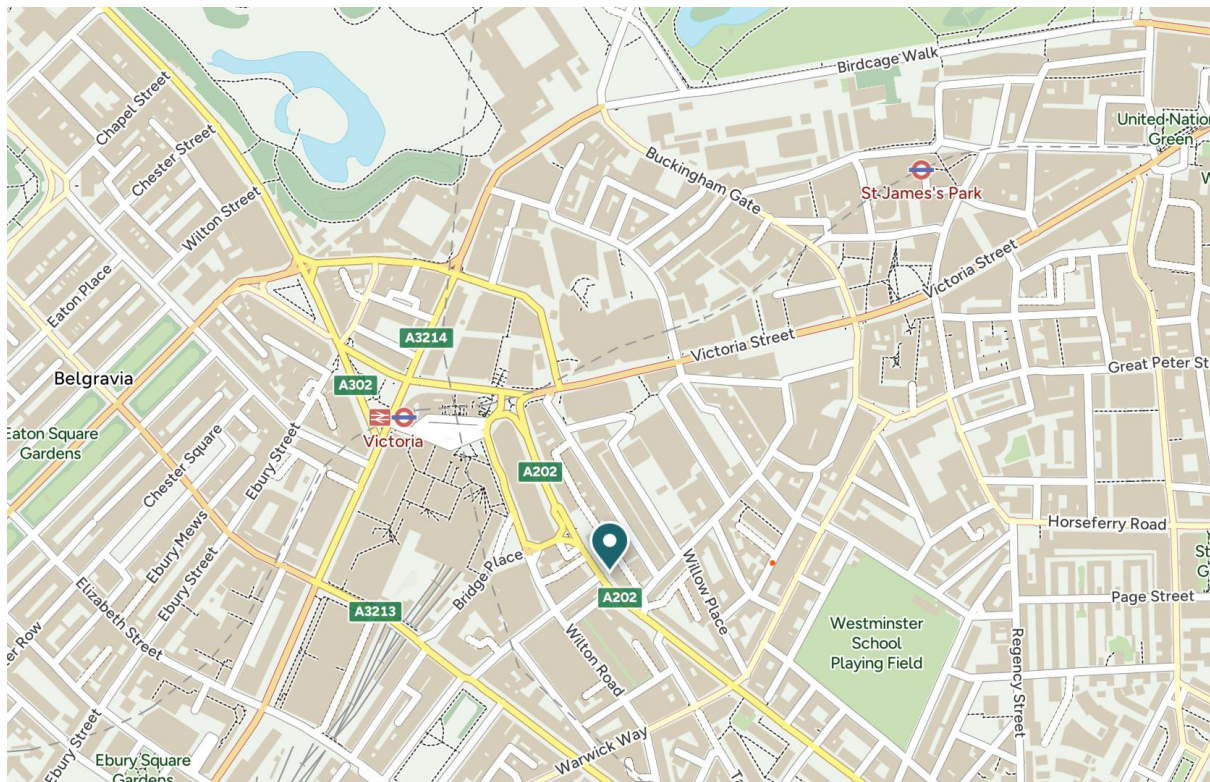 Birdcage Walk
Chapel Street
Chester Street
United Nation
Green
Buckingham Gate
St James's Park
Wilton Street
Victoria Street
Eaton Place
A3214
Victoria Street
Great Peter St
Belgravia
A302
Victoria
Eaton Square
Gardens
Chester Square
Ebury Street
A202
Horseferry Road
Ebury Mews
Ebury Street
Bridge Place
Willow Place
Elizabeth Street
A3213
A202
Page Street
Westminster
School
Playing Field
Wilton Road
Regency Street
Row
Ebury Street
Warwick Way
Ebury Square
Gardens